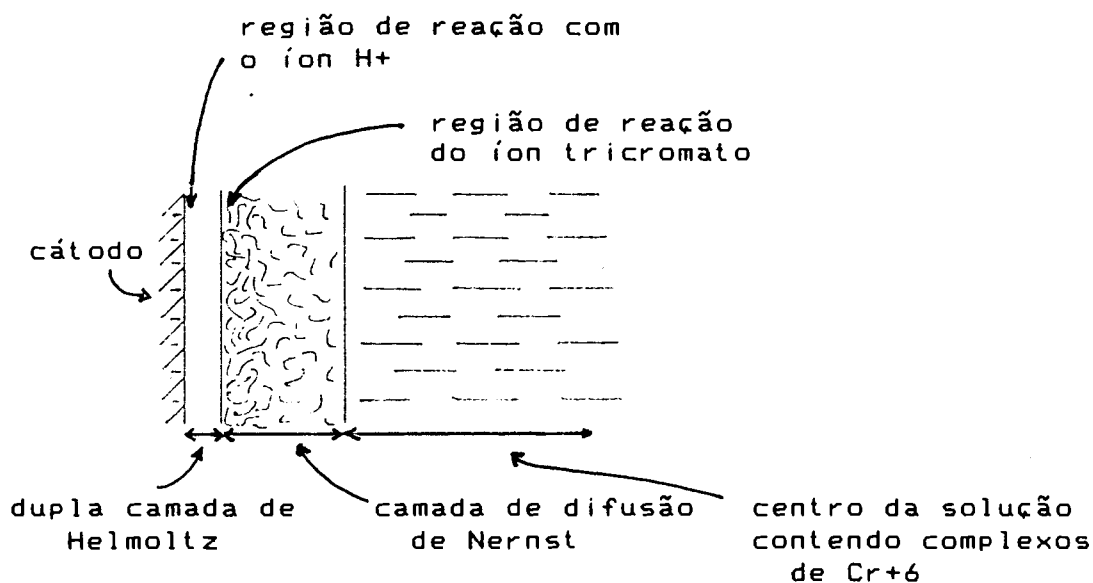 região de reação com
o íon H+
região de reação
do íon tricromato
cátodo
dupla camada de
Helmoltz
camada de difusão
de Nernst
centro da solução
contendo complexos
de Cr+6